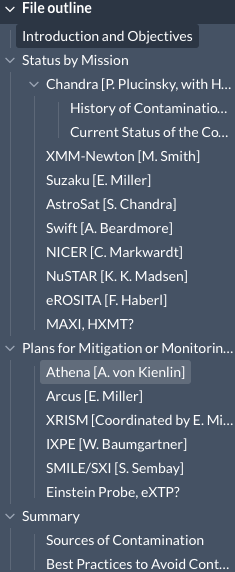 File outline
Introduction and Objectives
Status by Mission
Chandra [P. Plucinsky, with H...
History of Contaminatio...
Current Status of the Co...
XMM-Newton [M. Smith]
Suzaku [E. Miller]
AstroSat [S. Chandra]
Swift [A. Beardmore]
NICER [C. Markwardt]
NuSTAR [K. K. Madsen]
eROSITA [F. Haberl]
MAXI, HXMT?
Plans for Mitigation or Monitorin...
Athena [A. von Kienlin]
Arcus [E. Miller]
XRISM [Coordinated by E. Mi...
IXPE [W. Baumgartner]
SMILE/SXI [S. Sembay]
Einstein Probe, eXTP?
Summary
Sources of Contamination
Best Practices to Avoid Cont...